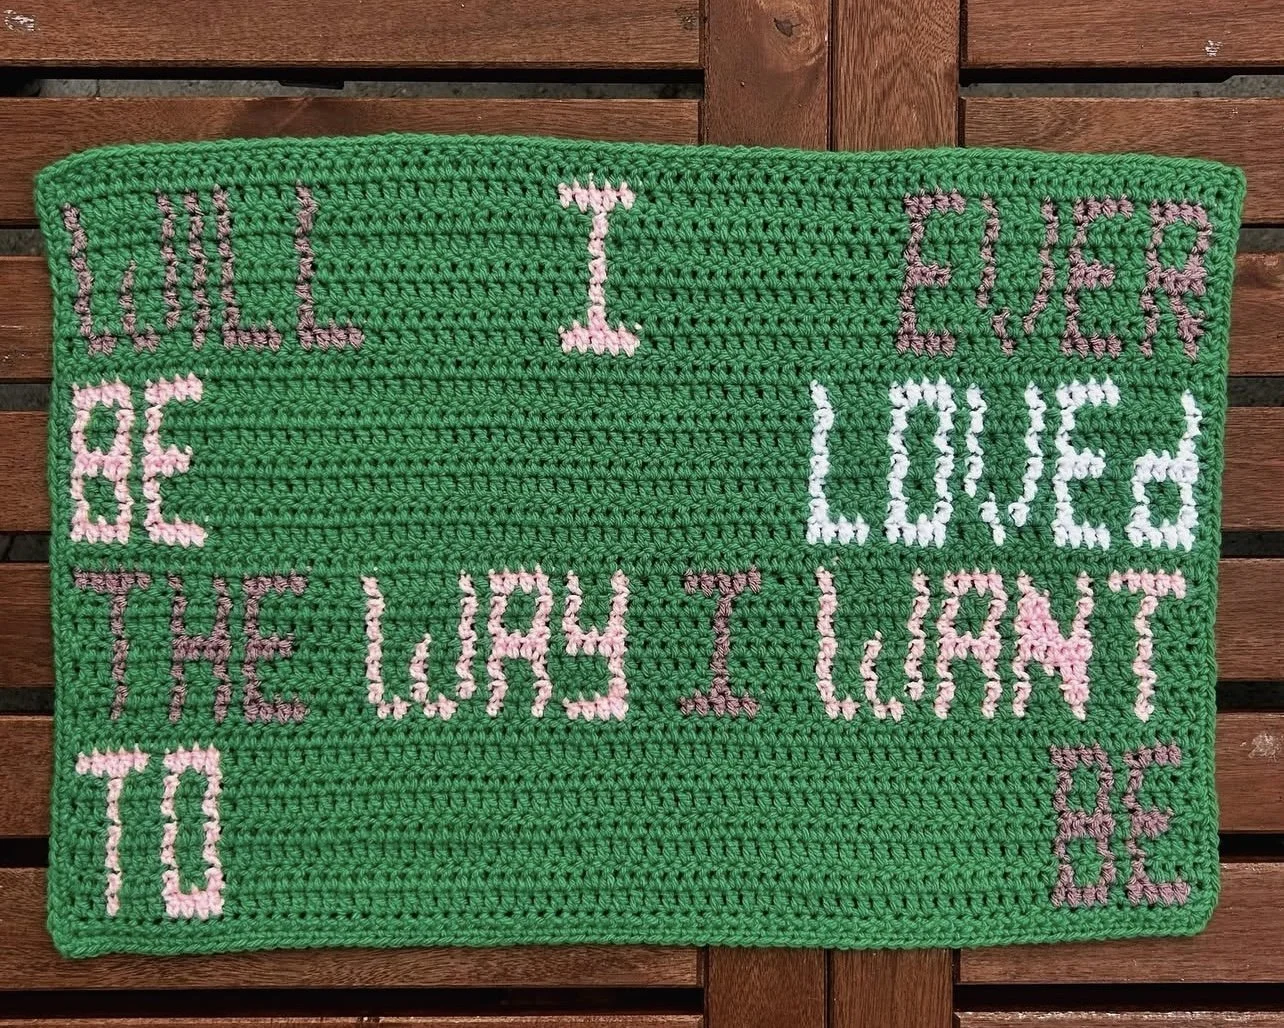 WILL I EVER
BE LOVEd
THE WAY I WANT
TO BE